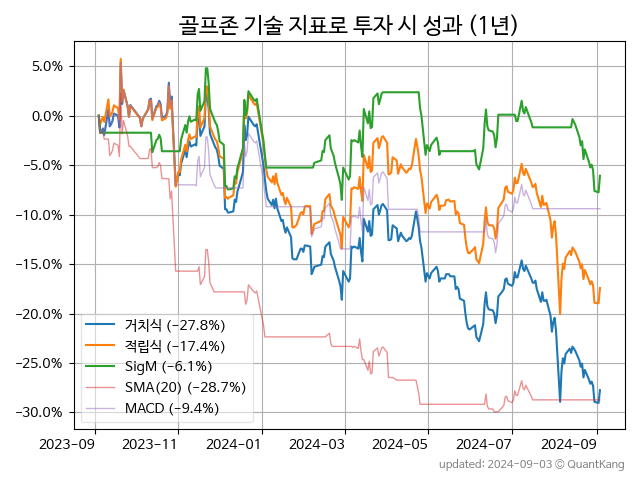 골프존 기술 지표로 투자 시 성과 (1년)
5.0%
0.0%
−5.0%
−10.0%
−15.0%
−20.0%
−25.0%
−30.0%
거치식 (−27.8%)
적립식 (−17.4%)
SigM (−6.1%)
SMA(20) (−28.7%)
MACD (−9.4%)
2023-09 2023-11 2024-01 2024-03 2024-05 2024-07 2024-09
updated: 2024-09-03 © QuantKang